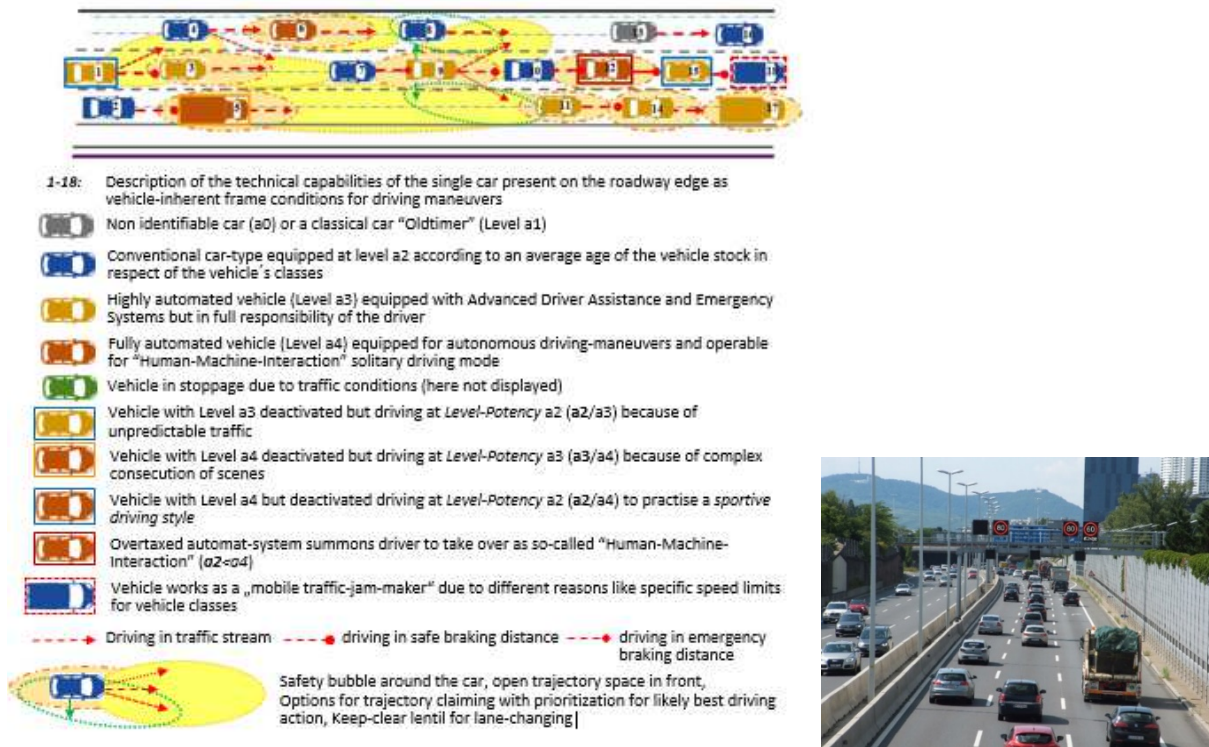 4 6 8 13 16
1 3 7 9 10 12 15 18
2 5 11 14 17
1-18: Description of the technical capabilities of the single car present on the roadway edge as
vehicle-inherent frame conditions for driving maneuvers
Non identifiable car (a0) or a classical car “Oldtimer” (Level a1)
Conventional car-type equipped at level a2 according to an average age of the vehicle stock in
respect of the vehicle´s classes
Highly automated vehicle (Level a3) equipped with Advanced Driver Assistance and Emergency
Systems but in full responsibility of the driver
Fully automated vehicle (Level a4) equipped for autonomous driving-maneuvers and operable
for “Human-Machine-Interaction” solitary driving mode
Vehicle in stoppage due to traffic conditions (here not displayed)
Vehicle with Level a3 deactivated but driving at Level-Potency a2 (a2/a3) because of
unpredictable traffic
Vehicle with Level a4 deactivated but driving at Level-Potency a3 (a3/a4) because of complex
consecution of scenes
Vehicle with Level a4 but deactivated driving at Level-Potency a2 (a2/a4) to practise a sportive
driving style
Overtaxed automat-system summons driver to take over as so-called “Human-Machine-
Interaction” (a2<a4)
Vehicle works as a „mobile traffic-jam-maker” due to different reasons like specific speed limits
for vehicle classes
Driving in traffic stream driving in safe braking distance driving in emergency
braking distance
Safety bubble around the car, open trajectory space in front,
Options for trajectory claiming with prioritization for likely best driving
action, Keep-clear lentil for lane-changing
60 60 60